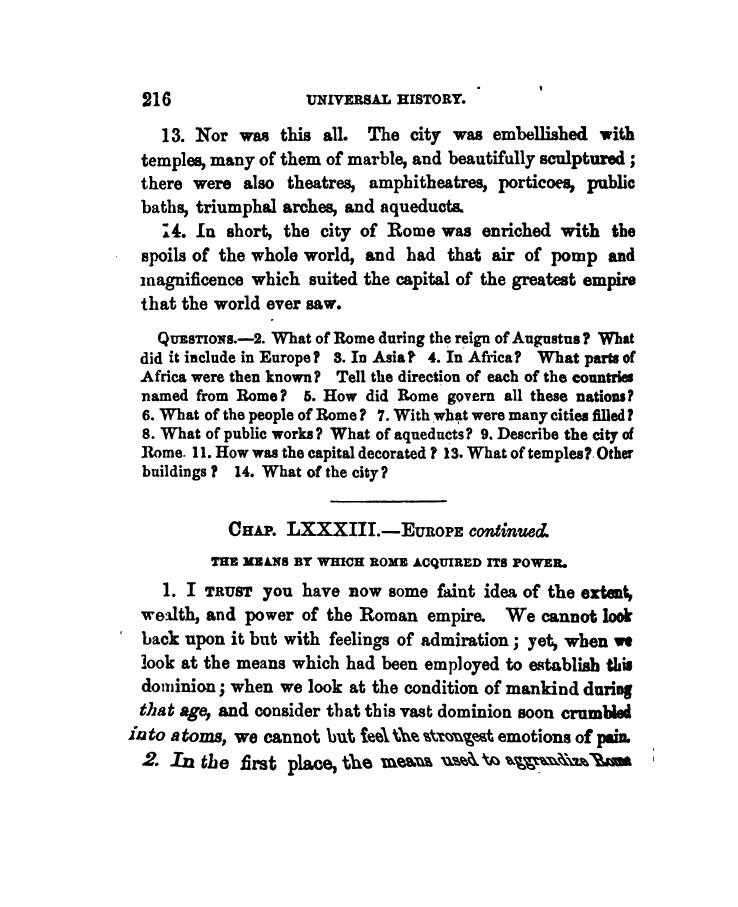 216 UNIVERSAL HISTORY.
13. Nor was this all. The city was embellished with
temples, many of them of marble, and beautifully sculptured;
there were also theatres, amphitheatres, porticoes, public
baths, triumphal arches, and aqueducts.
14. In short, the city of Rome was enriched with the
spoils of the whole world, and had that air of pomp and
magnificence which suited the capital of the greatest empire
that the world ever saw.
QUESTIONS.—2. What of Rome during the reign of Augustus? What
did it include in Europe? 3. In Asia? 4. In Africa? What parts of
Africa were then known? Tell the direction of each of the countries
named from Rome? 5. How did Rome govern all these nations?
6. What of the people of Rome? 7. With what were many cities filled?
8. What of public works? What of aqueducts? 9. Describe the city of
Rome. 11. How was the capital decorated? 13. What of temples? Other
buildings? 14. What of the city?
CHAP. LXXXIII.—EUROPE continued.
THE MEANS BY WHICH ROME ACQUIRED ITS POWER.
1. I TRUST you have now some faint idea of the extent,
wealth, and power of the Roman empire. We cannot look
back upon it but with feelings of admiration; yet, when we
look at the means which had been employed to establish this
dominion; when we look at the condition of mankind during
that age, and consider that this vast dominion soon crumbled
into atoms, we cannot but feel the strongest emotions of pain.
2. In the first place, the means used to aggrandize Rome